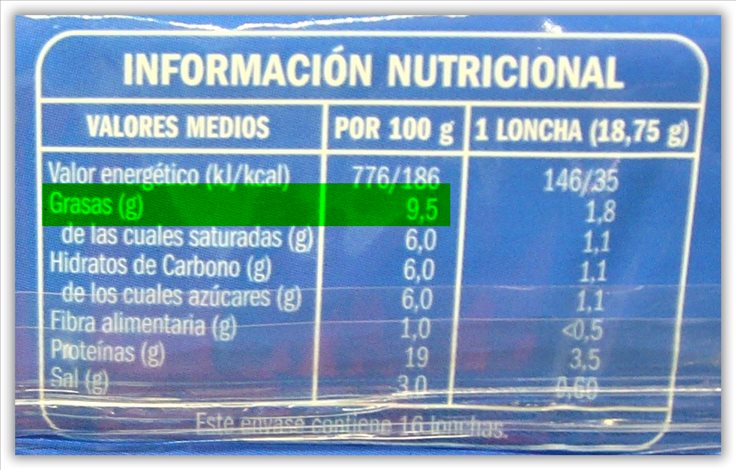 INFORMACIÓN NUTRICIONAL
VALORES MEDIOS POR 100 g 1 LONCHA (18,75 g)
Valor energético (kJ/kcal) 776/186 146/35
Grasas (g) 9,5 1,8
de las cuales saturadas (g) 6,0 1,1
Hidratos de Carbono (g) 6,0 1,1
de los cuales azúcares (g) 6,0 1,1
Fibra alimentaria (g) 1,0 <0,5
Proteínas (g) 19 3,5
Sal (g) 3,0 0,60
Este envase contiene 16 lonchas.